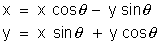 x = x cosθ - y sinθ
y = x sinθ + y cosθ